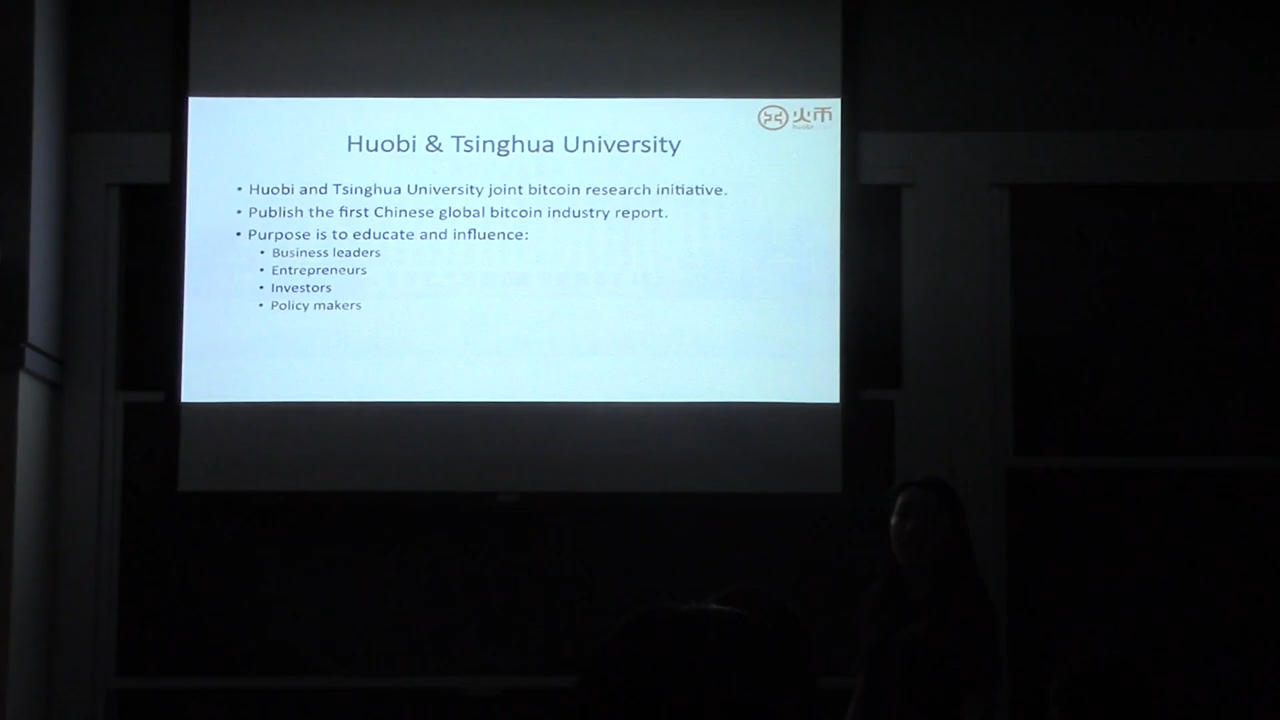 火币
huobi
Huobi & Tsinghua University
• Huobi and Tsinghua University joint bitcoin research initiative.
• Publish the first Chinese global bitcoin industry report.
• Purpose is to educate and influence:
• Business leaders
• Entrepreneurs
• Investors
• Policy makers